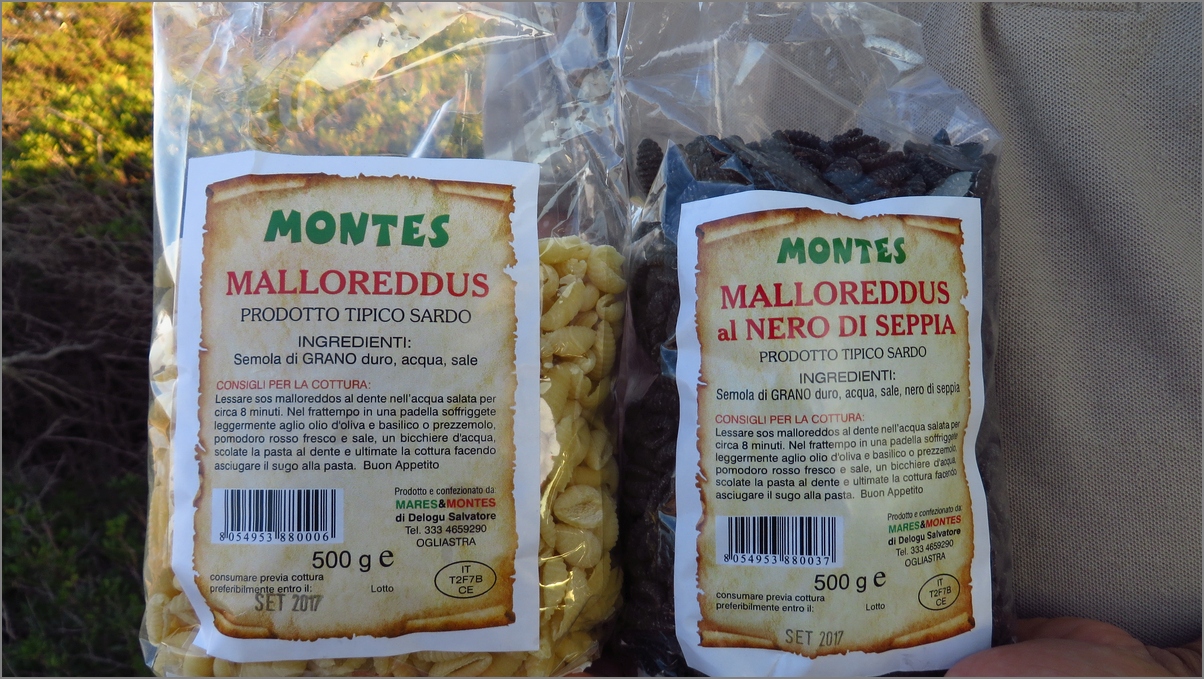 MONTES
MALLOREDDUS
PRODOTTO TIPICO SARDO
INGREDIENTI:
Semola di GRANO duro, acqua, sale
CONSIGLI PER LA COTTURA:
Lessare sos malloreddos al dente nell'acqua salata per
circa 8 minuti. Nel frattempo in una padella soffriggete
leggermente aglio olio d'oliva e basilico o prezzemolo,
pomodoro rosso fresco e sale, un bicchiere d'acqua,
scolate la pasta al dente e ultimate la cottura facendo
asciugare il sugo alla pasta. Buon Appetito
8 054953 880006
Prodotto e confezionato da:
MARES&MONTES
di Delogu Salvatore
Tel. 333 4659290
OGLIASTRA
500 g e
consumare previa cottura
preferibilmente entro il:
Lotto
SET 2017
IT
T2F7B
CE
MONTES
MALLOREDDUS
al NERO DI SEPPIA
PRODOTTO TIPICO SARDO
INGREDIENTI:
Semola di GRANO duro, acqua, sale, nero di seppia
CONSIGLI PER LA COTTURA:
Lessare sos malloreddos al dente nell'acqua salata per
circa 8 minuti. Nel frattempo in una padella soffriggete
leggermente aglio olio d'oliva e basilico o prezzemolo,
pomodoro rosso fresco e sale, un bicchiere d'acqua,
scolate la pasta al dente e ultimate la cottura facendo
asciugare il sugo alla pasta. Buon Appetito
8 054953 880037
Prodotto e confezionato da:
MARES&MONTES
di Delogu Salvatore
Tel. 333 4659290
OGLIASTRA
500 g e
consumare previa cottura
preferibilmente entro il:
Lotto
SET 2017
IT
T2F7B
CE